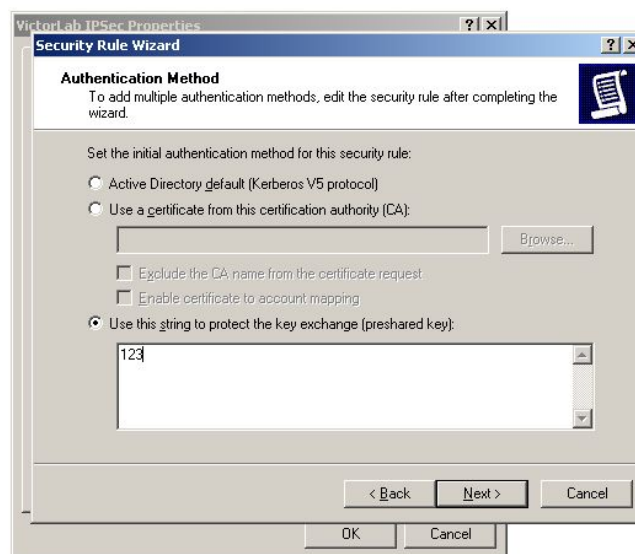 VictorLab IPSec Properties
Security Rule Wizard
Authentication Method
To add multiple authentication methods, edit the security rule after completing the
wizard.
Set the initial authentication method for this security rule:
Active Directory default (Kerberos V5 protocol)
Use a certificate from this certification authority (CA):
Browse...
Exclude the CA name from the certificate request
Enable certificate to account mapping
Use this string to protect the key exchange (preshared key):
123
< Back Next > Cancel
OK Cancel